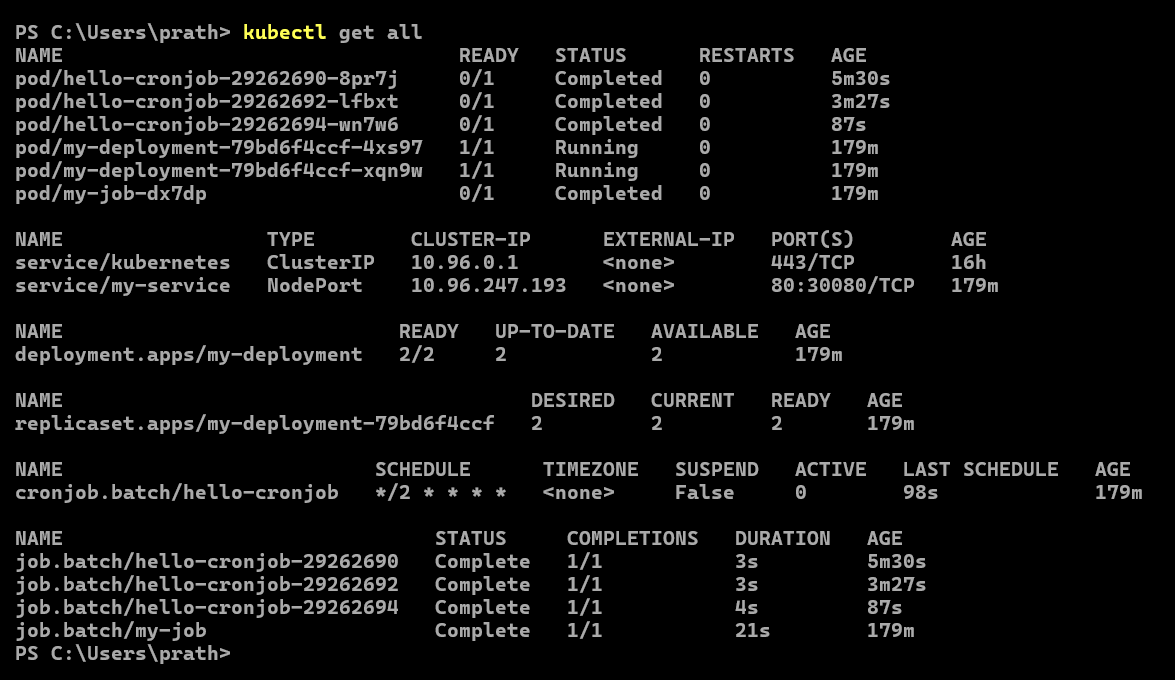 PS C:\Users\prath> kubectl get all
NAME                                 READY   STATUS      RESTARTS   AGE
pod/hello-cronjob-29262690-8pr7j     0/1     Completed   0          5m30s
pod/hello-cronjob-29262692-lfbxt     0/1     Completed   0          3m27s
pod/hello-cronjob-29262694-wn7w6     0/1     Completed   0          87s
pod/my-deployment-79bd6f4ccf-4xs97   1/1     Running     0          179m
pod/my-deployment-79bd6f4ccf-xqn9w   1/1     Running     0          179m
pod/my-job-dx7dp                     0/1     Completed   0          179m
NAME                 TYPE        CLUSTER-IP      EXTERNAL-IP   PORT(S)        AGE
service/kubernetes   ClusterIP   10.96.0.1       <none>        443/TCP        16h
service/my-service   NodePort    10.96.247.193   <none>        80:30080/TCP   179m
NAME                            READY   UP-TO-DATE   AVAILABLE   AGE
deployment.apps/my-deployment   2/2     2            2           179m
NAME                                       DESIRED   CURRENT   READY   AGE
replicaset.apps/my-deployment-79bd6f4ccf   2         2         2       179m
NAME                          SCHEDULE      TIMEZONE   SUSPEND   ACTIVE   LAST SCHEDULE   AGE
cronjob.batch/hello-cronjob   */2 * * * *   <none>     False     0        98s             179m
NAME                               STATUS     COMPLETIONS   DURATION   AGE
job.batch/hello-cronjob-29262690   Complete   1/1           3s         5m30s
job.batch/hello-cronjob-29262692   Complete   1/1           3s         3m27s
job.batch/hello-cronjob-29262694   Complete   1/1           4s         87s
job.batch/my-job                   Complete   1/1           21s        179m
PS C:\Users\prath>